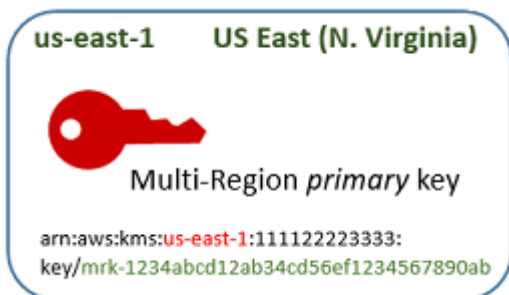 us-east-1 US East (N. Virginia)
Multi-Region primary key
arn:aws:kms:us-east-1:111122223333:
key/mrk-1234abcd12ab34cd56ef1234567890ab